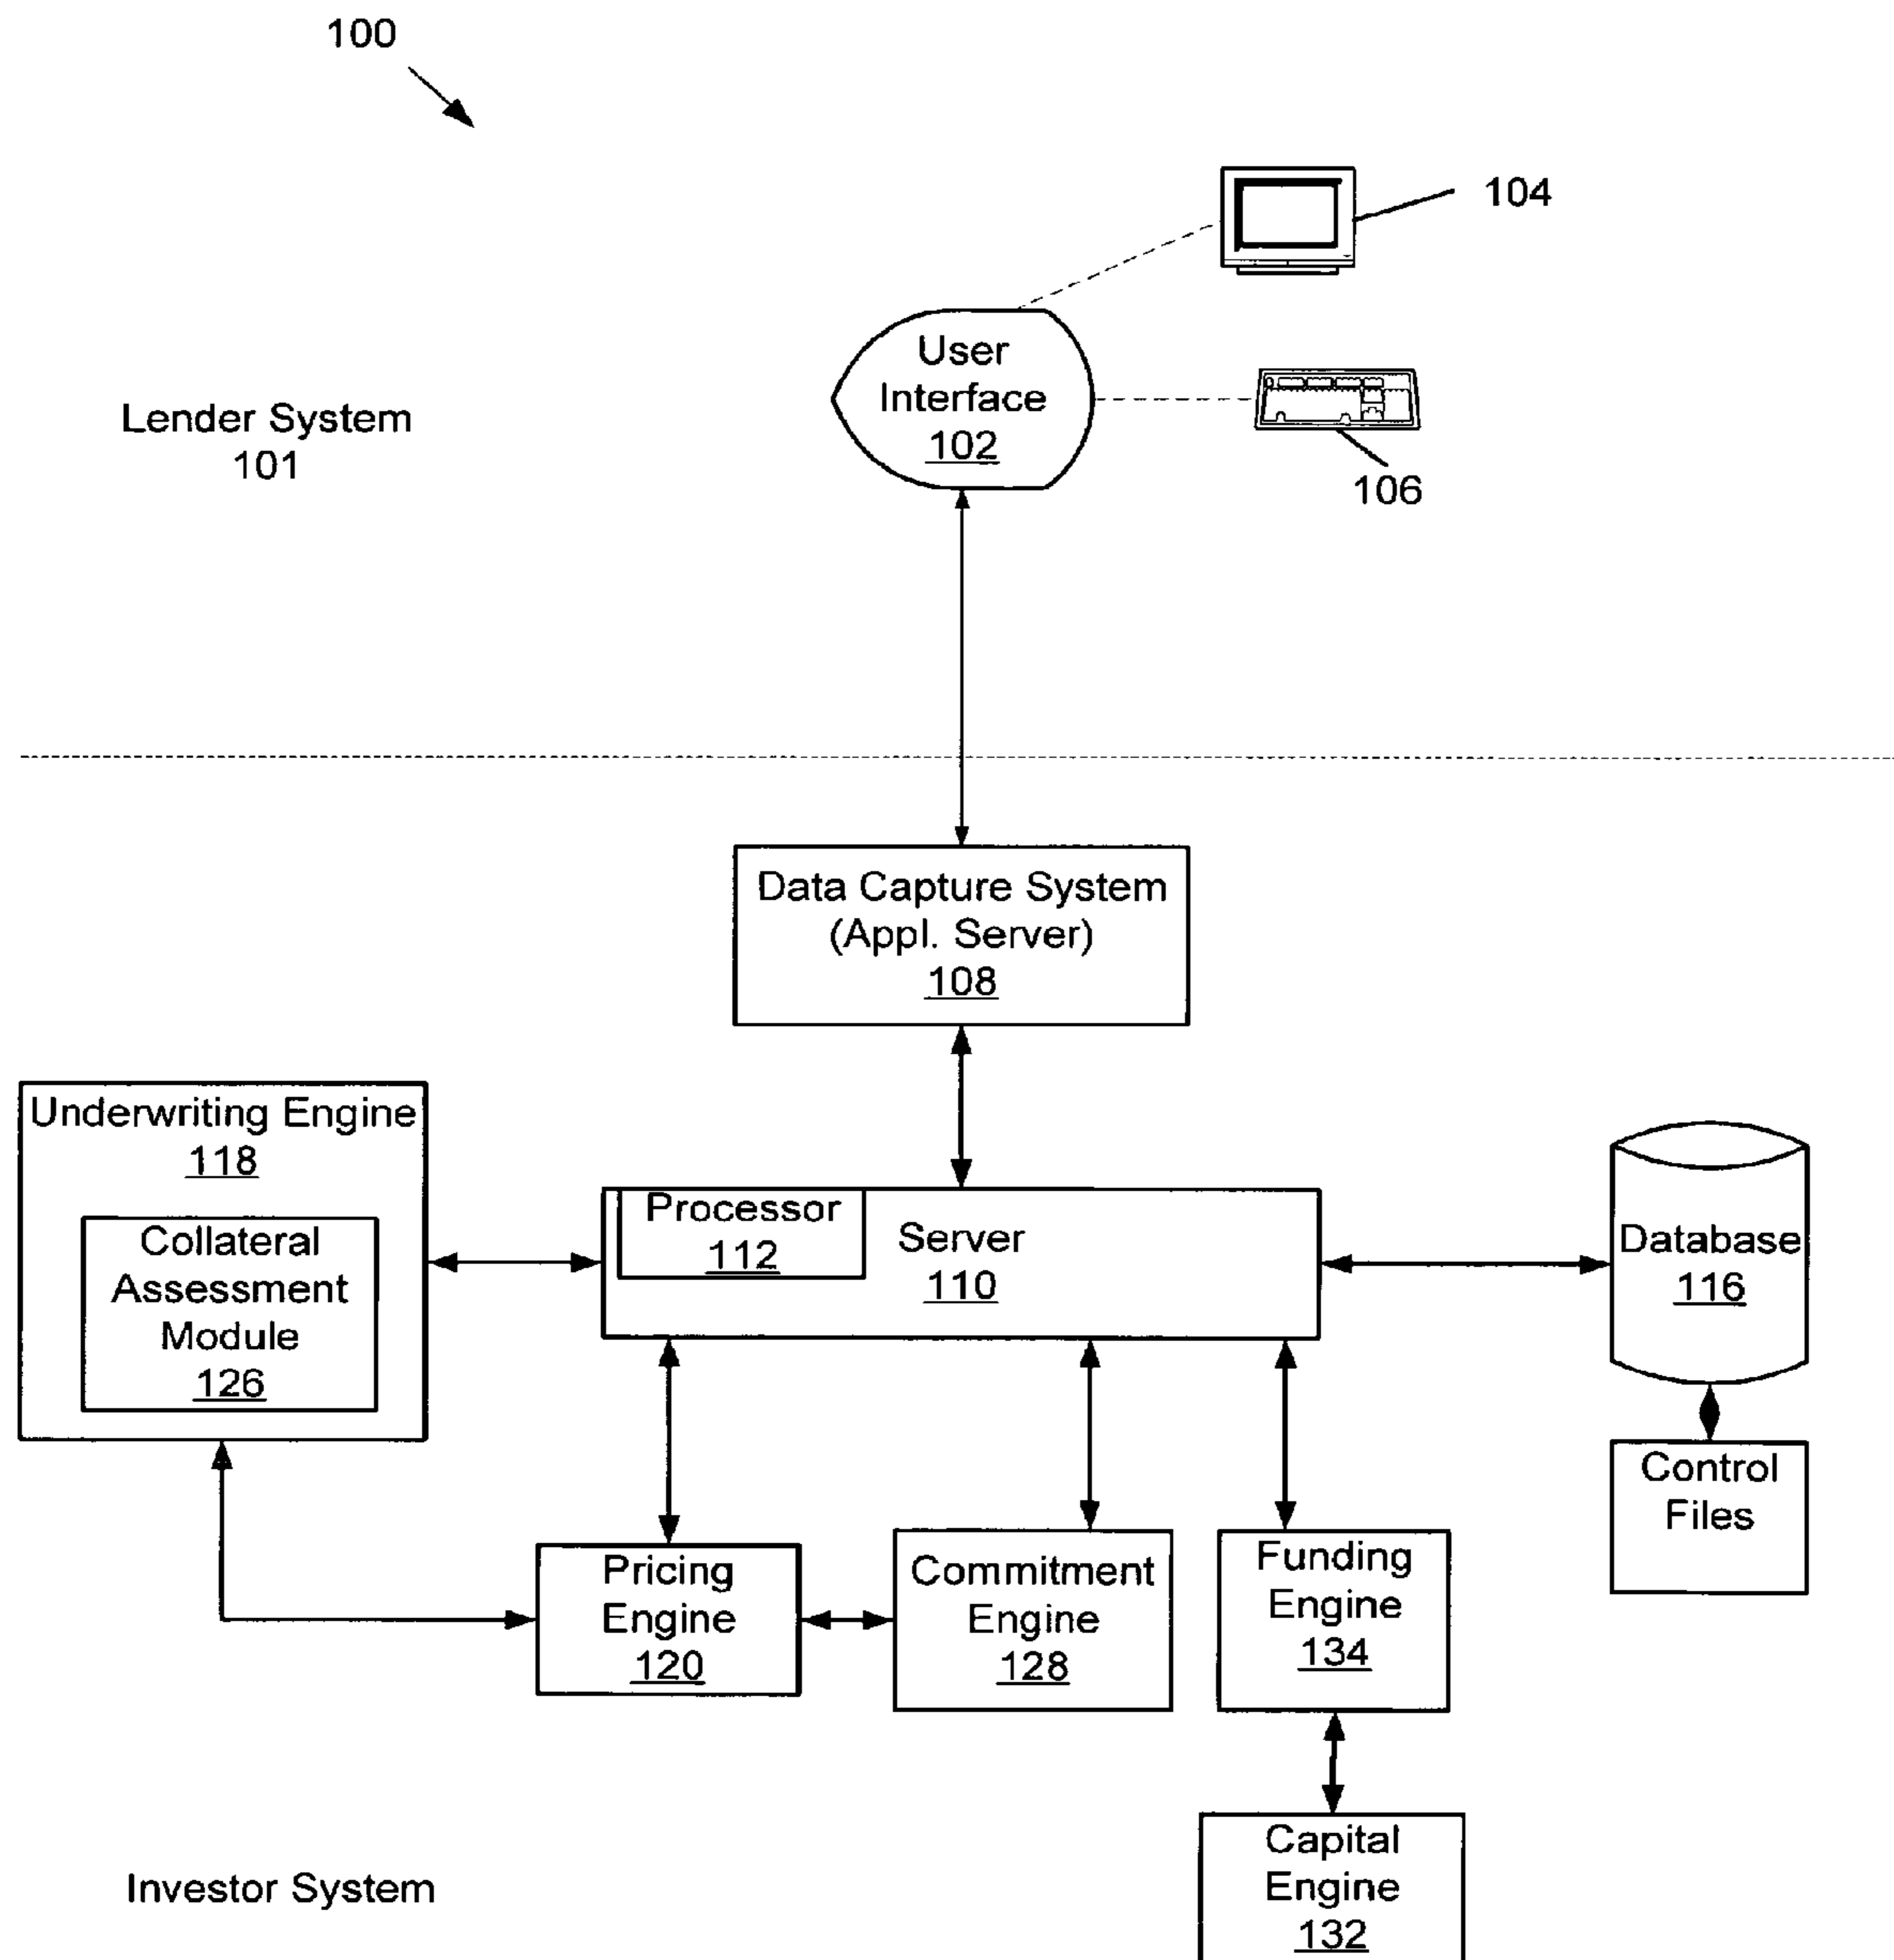 100
104
User
Interface
102
Lender System
101
106
Data Capture System
(Appl. Server)
108
Underwriting Engine
118
Collateral
Assessment
Module
126
Processor
112
Server
110
Database
116
Control
Files
Pricing
Engine
120
Commitment
Engine
128
Funding
Engine
134
Capital
Engine
132
Investor System